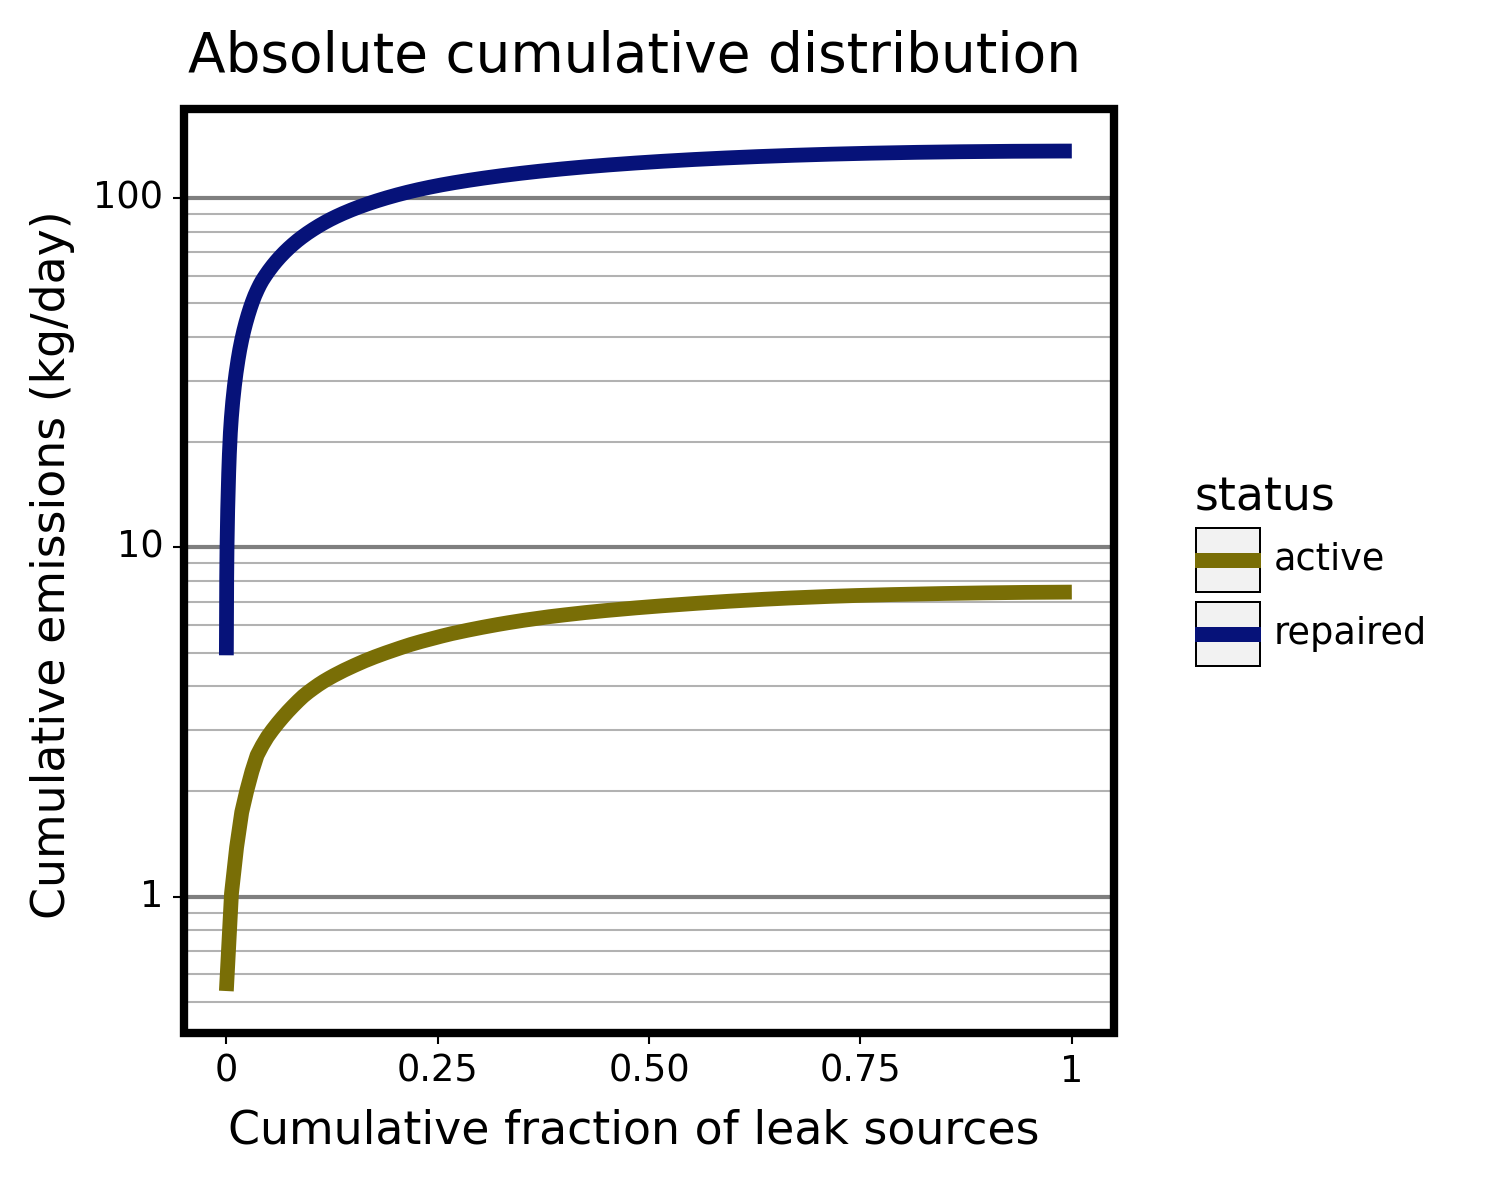 Absolute cumulative distribution
Cumulative emissions (kg/day)
100
10
1
0
0.25
0.50
0.75
1
Cumulative fraction of leak sources
status
active
repaired